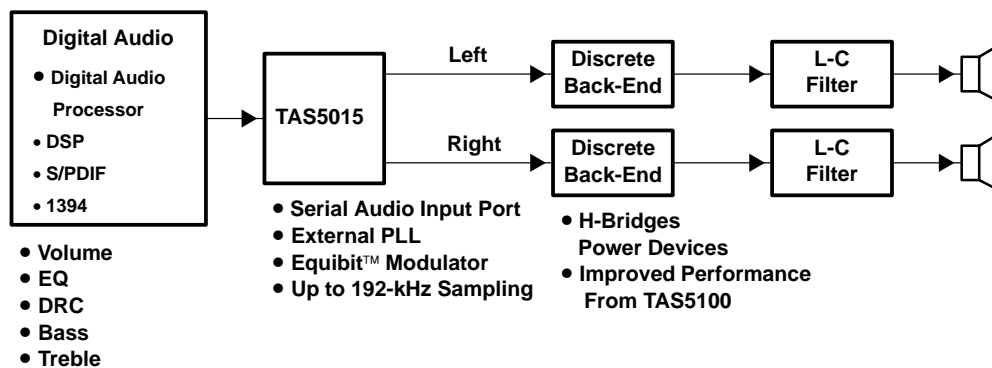 Digital Audio
• Digital Audio
Processor
• DSP
• S/PDIF
• 1394
• Volume
• EQ
• DRC
• Bass
• Treble
TAS5015
• Serial Audio Input Port
• External PLL
• Equibit™ Modulator
• Up to 192-kHz Sampling
Left
Right
Discrete
Back-End
L-C
Filter
Discrete
Back-End
L-C
Filter
• H-Bridges
Power Devices
• Improved Performance
From TAS5100